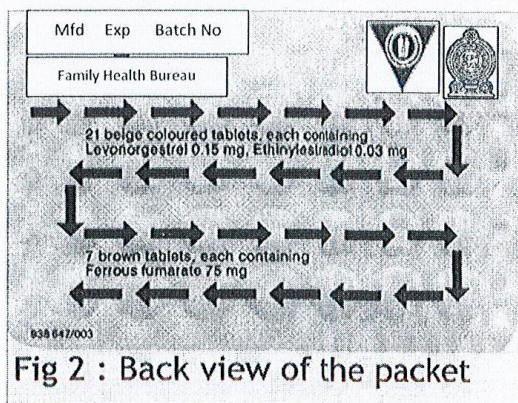 Mfd Exp Batch No
Family Health Bureau
21 beige coloured tablets, each containing
Levonorgestrel 0.15 mg, Ethinylestradiol 0.03 mg
7 brown tablets, each containing
Ferrous fumarate 75 mg
938 647/003
Fig 2 : Back view of the packet